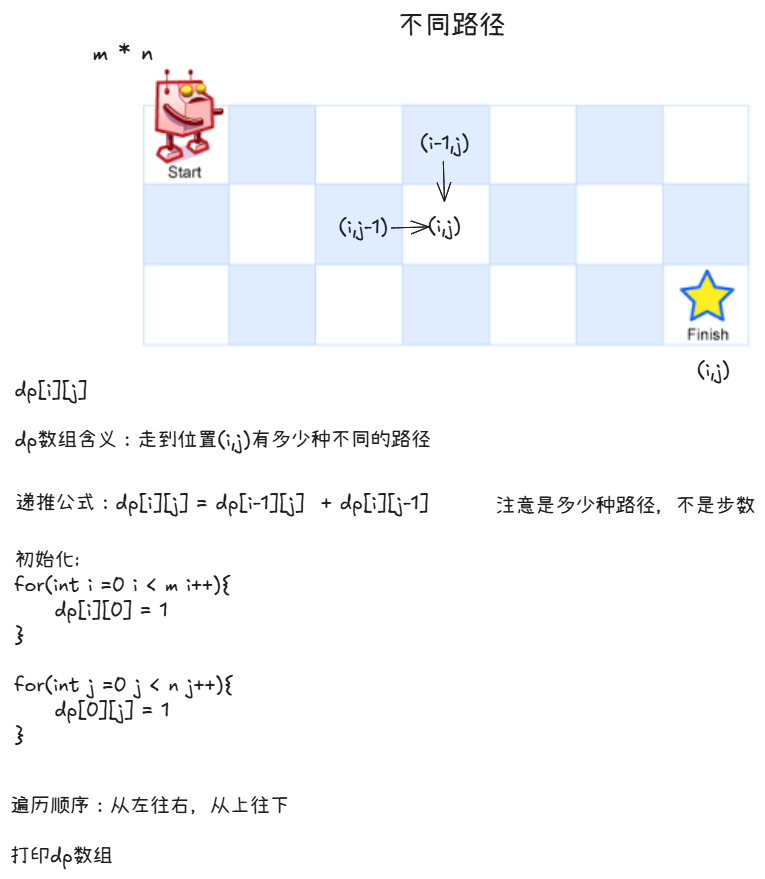 不同路径
m * n
Start
(i-1,j)
(i,j-1)
(i,j)
Finish
(i,j)
dp[i][j]
dp数组含义：走到位置(i,j)有多少种不同的路径
递推公式：dp[i][j] = dp[i-1][j] + dp[i][j-1]
注意是多少种路径，不是步数
初始化:
for(int i =0 i < m i++){
dp[i][0] = 1
}
for(int j =0 j < n j++){
dp[0][j] = 1
}
遍历顺序：从左往右，从上往下
打印dp数组